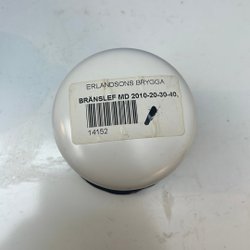 ERLANDSONS BRYGGA
BRÄNSLEF MD 2010-20-30-40,
14152